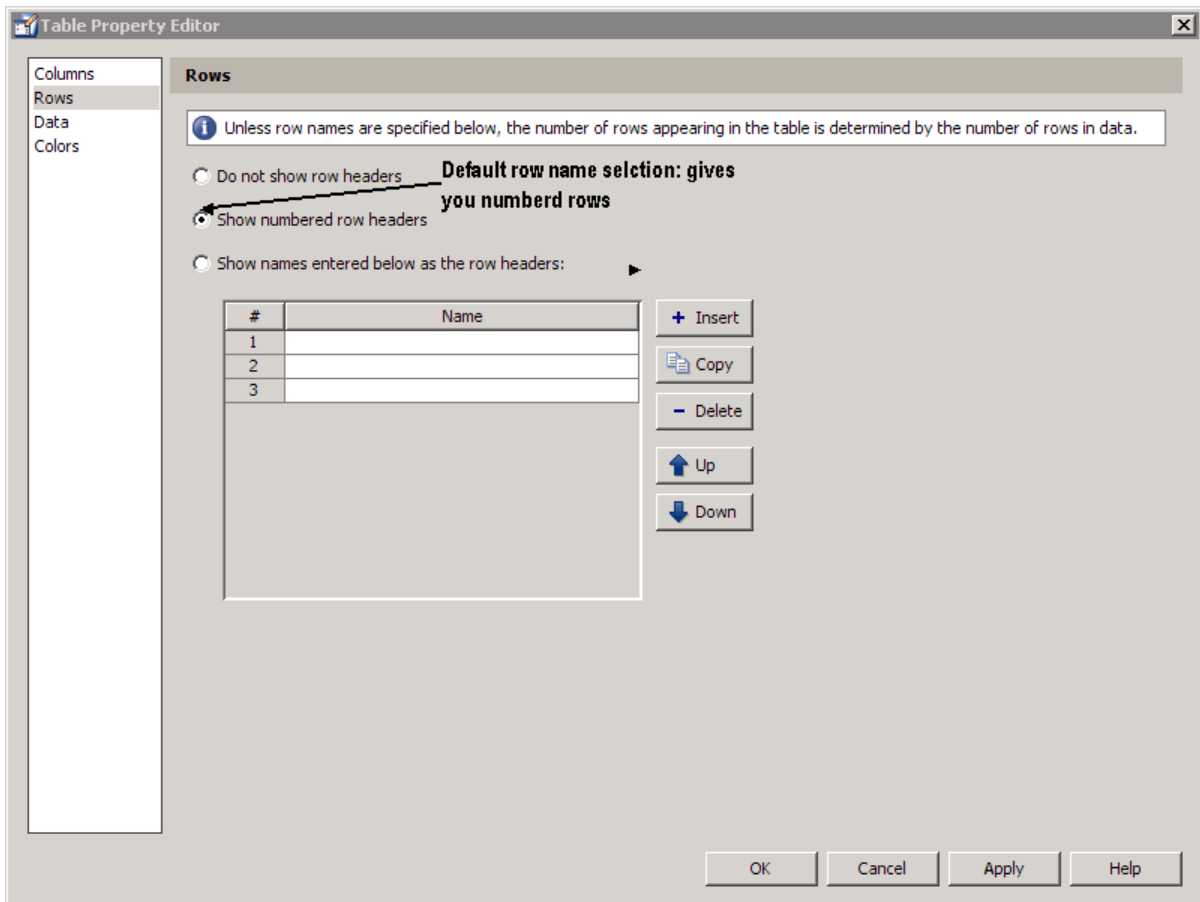 Table Property Editor
Columns
Rows
Data
Colors
Rows
Unless row names are specified below, the number of rows appearing in the table is determined by the number of rows in data.
Do not show row headers
Default row name selction: gives
you numberd rows
Show numbered row headers
Show names entered below as the row headers:
# Name
1
2
3
+ Insert
Copy
− Delete
Up
Down
OK Cancel Apply Help